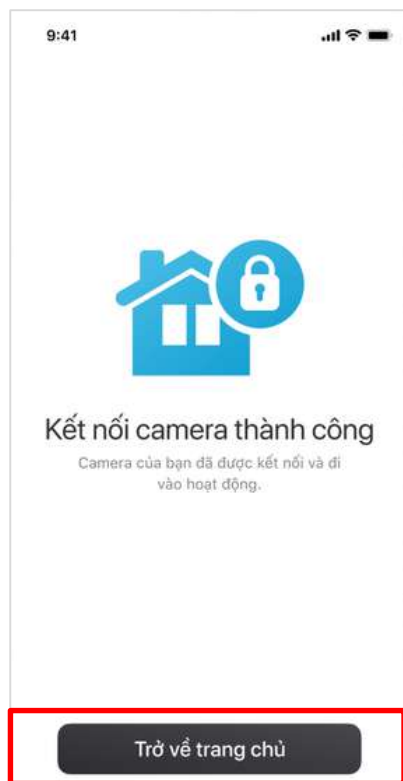 9:41
Kết nối camera thành công
Camera của bạn đã được kết nối và đi
vào hoạt động.
Trở về trang chủ